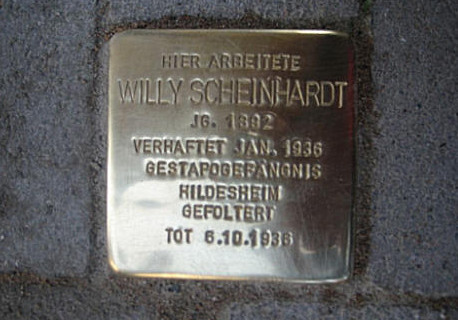 HIER ARBEITETE
WILLY SCHEINHARDT
JG. 1892
VERHAFTET JAN. 1936
GESTAPOGEFÄNGNIS
HILDESHEIM
GEFOLTERT
TOT 6.10.1936